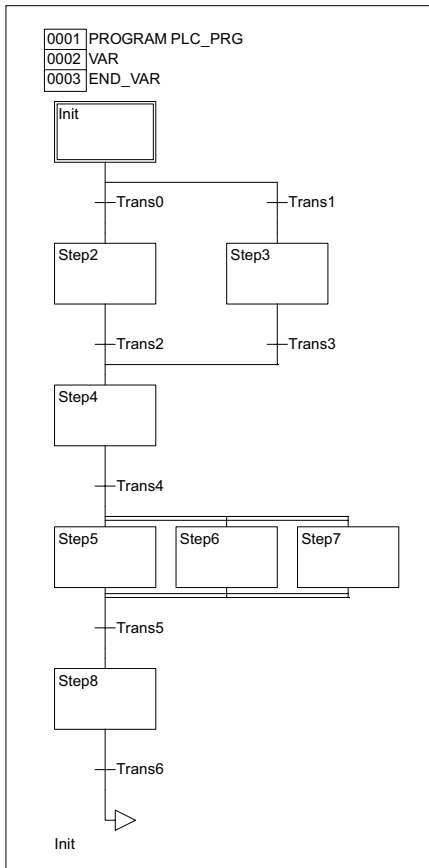 0001 PROGRAM PLC_PRG
0002 VAR
0003 END_VAR
Init
Trans0 Trans1
Step2 Step3
Trans2 Trans3
Step4
Trans4
Step5 Step6 Step7
Trans5
Step8
Trans6
Init